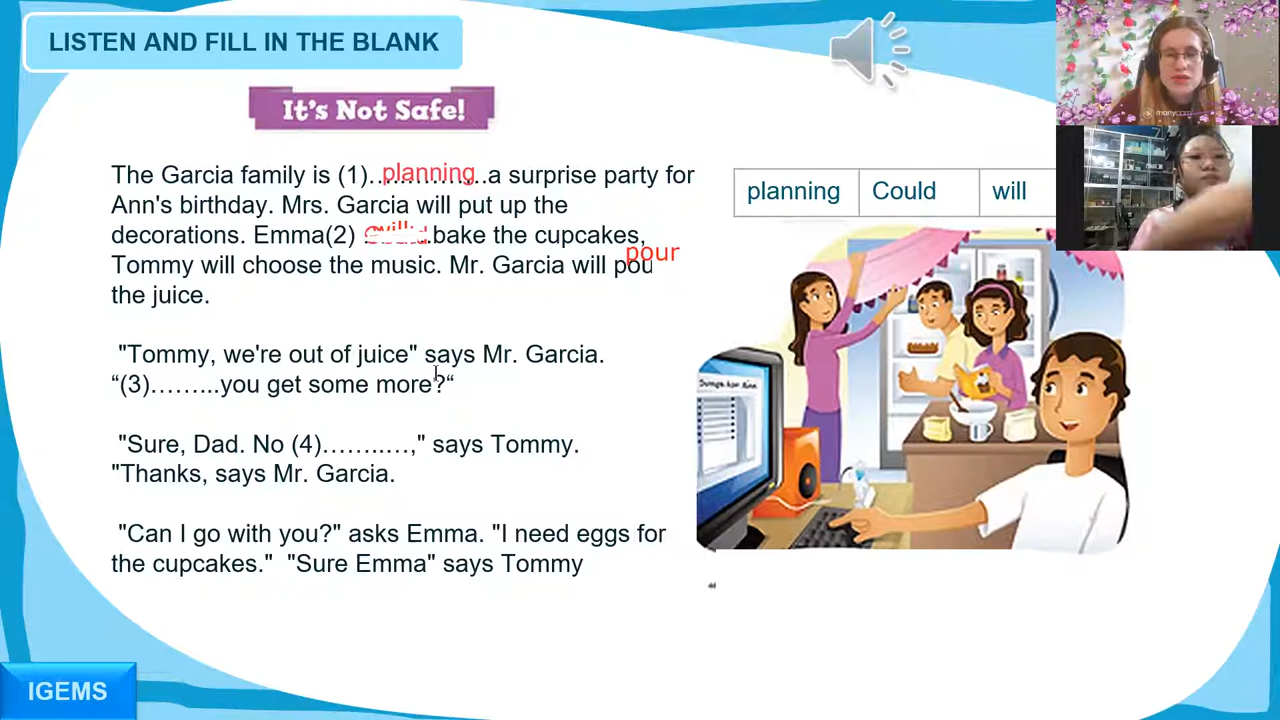 LISTEN AND FILL IN THE BLANK
It's Not Safe!
The Garcia family is (1)...planning...a surprise party for
Ann's birthday. Mrs. Garcia will put up the
decorations. Emma(2) will bake the cupcakes,
Tommy will choose the music. Mr. Garcia will pou pour
the juice.
"Tommy, we're out of juice" says Mr. Garcia.
“(3)……...you get some more?“
"Sure, Dad. No (4)……..…," says Tommy.
"Thanks, says Mr. Garcia.
"Can I go with you?" asks Emma. "I need eggs for
the cupcakes." "Sure Emma" says Tommy
planning Could will
Songs for Ann
manycam
IGEMS